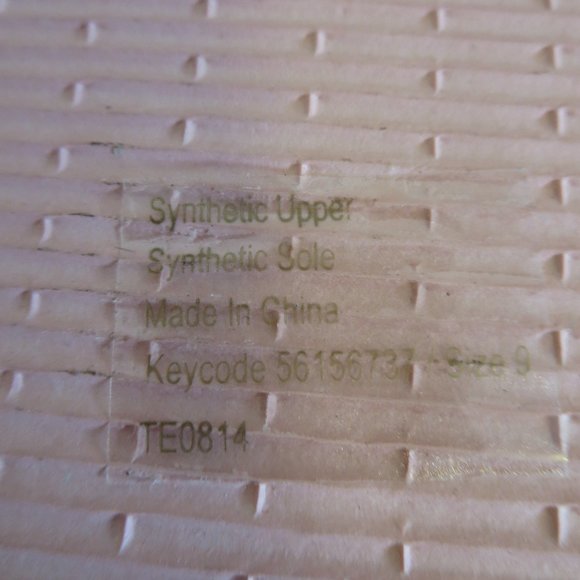 Synthetic Upper
Synthetic Sole
Made In China
Keycode 56156737 - Size 9
TE0814